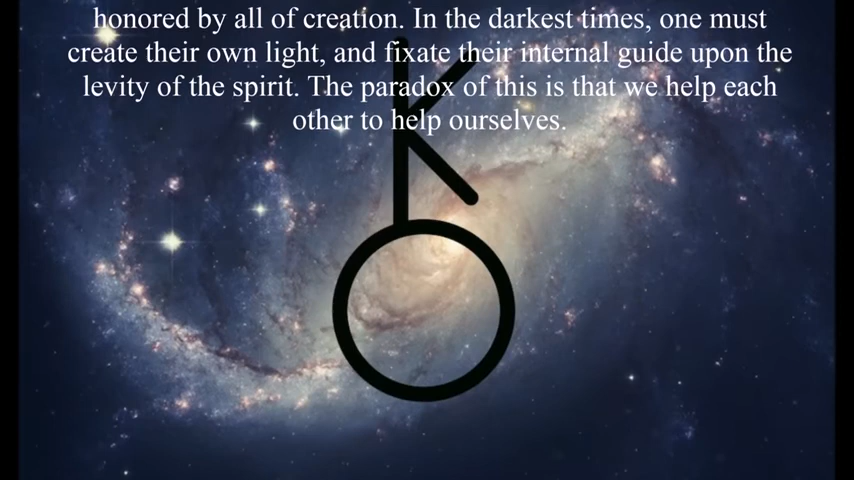 honored by all of creation. In the darkest times, one must
create their own light, and fixate their internal guide upon the
levity of the spirit. The paradox of this is that we help each
other to help ourselves.